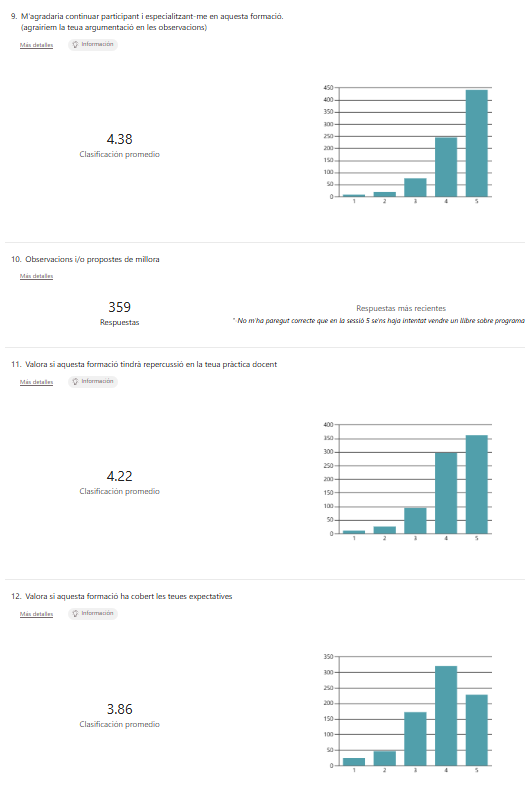 9. M'agradaria continuar participant i especialitzant-me en aquesta formació.
(agrairíem la teua argumentació en les observacions)
Más detalles
Información
4.38
Clasificación promedio
450
400
350
300
250
200
150
100
50
0
1 2 3 4 5
10. Observacions i/o propostes de millora
Más detalles
359
Respuestas
Respuestas más recientes
"-No m'ha paregut correcte que en la sessió 5 se'ns haja intentat vendre un llibre sobre programa
11. Valora si aquesta formació tindrà repercussió en la teua pràctica docent
Más detalles
Información
4.22
Clasificación promedio
400
350
300
250
200
150
100
50
0
1 2 3 4 5
12. Valora si aquesta formació ha cobert les teues expectatives
Más detalles
Información
3.86
Clasificación promedio
350
300
250
200
150
100
50
0
1 2 3 4 5